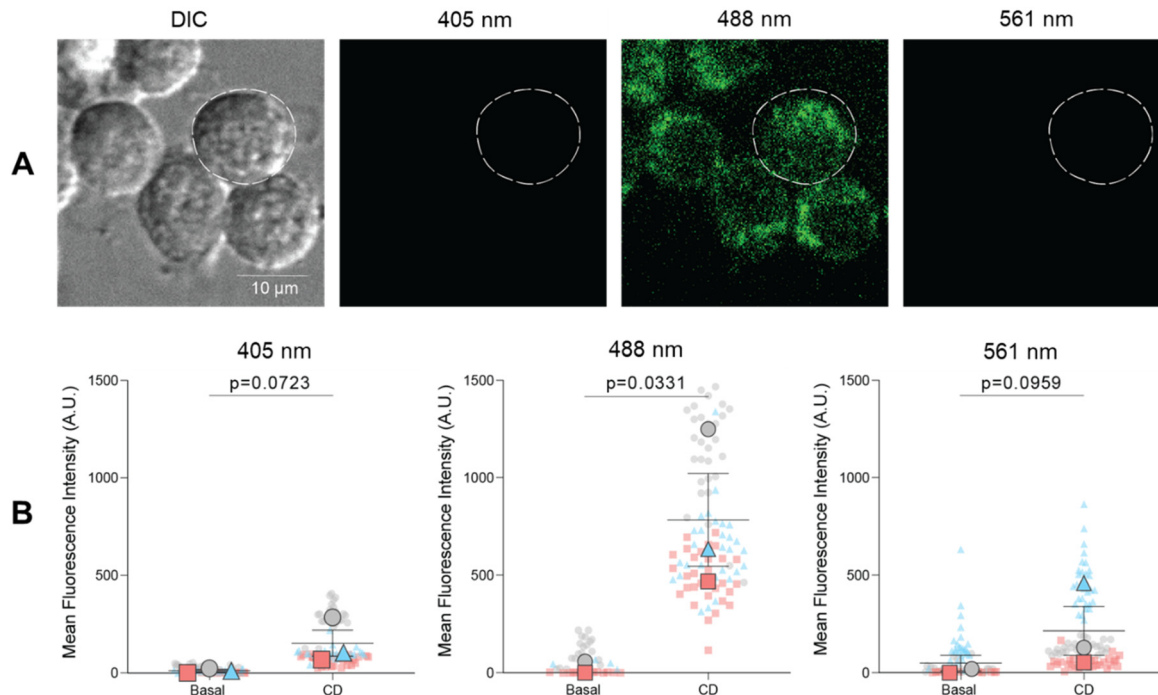 DIC
405 nm
488 nm
561 nm
A
10 µm
B
405 nm
488 nm
561 nm
Mean Fluorescence Intensity (A.U.)
1500
1000
500
0
p=0.0723
Basal
CD
Mean Fluorescence Intensity (A.U.)
1500
1000
500
0
p=0.0331
Basal
CD
Mean Fluorescence Intensity (A.U.)
1500
1000
500
0
p=0.0959
Basal
CD